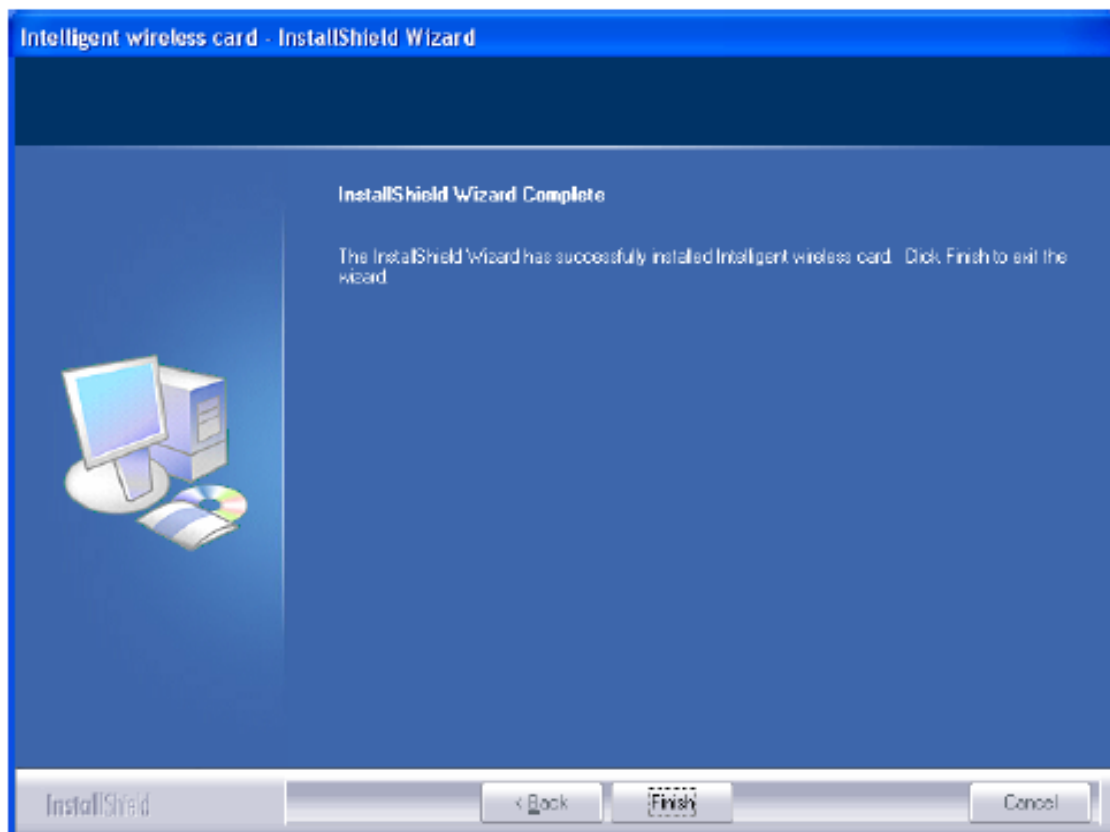 Intelligent wireless card - InstallShield Wizard
InstallShield Wizard Complete
The InstallShield Wizard has successfully installed Intelligent wireless card. Click Finish to exit the
wizard.
InstallShield
< Back
Finish
Cancel